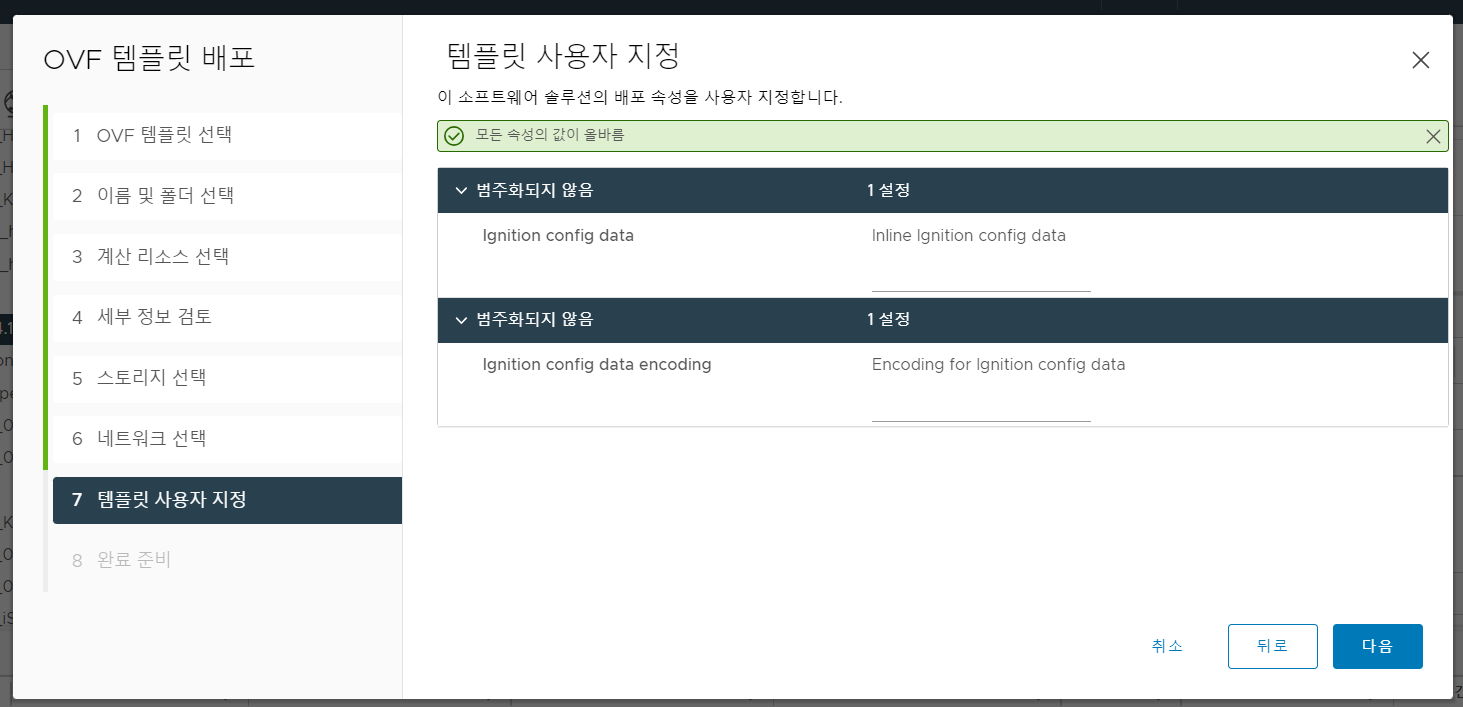 OVF 템플릿 배포
1 OVF 템플릿 선택
2 이름 및 폴더 선택
3 계산 리소스 선택
4 세부 정보 검토
5 스토리지 선택
6 네트워크 선택
7 템플릿 사용자 지정
8 완료 준비
템플릿 사용자 지정
이 소프트웨어 솔루션의 배포 속성을 사용자 지정합니다.
모든 속성의 값이 올바름
범주화되지 않음 1 설정
Ignition config data Inline Ignition config data
범주화되지 않음 1 설정
Ignition config data encoding Encoding for Ignition config data
취소 뒤로 다음